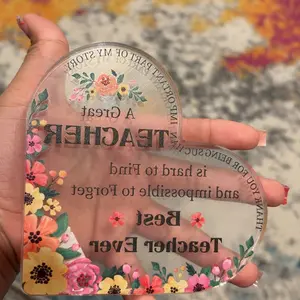 THANK YOU FOR BEING SUCH AN IMPORTANT PART OF MY STORY
A Great
TEACHER
is hard to Find
and impossible to Forget
Best
Teacher Ever